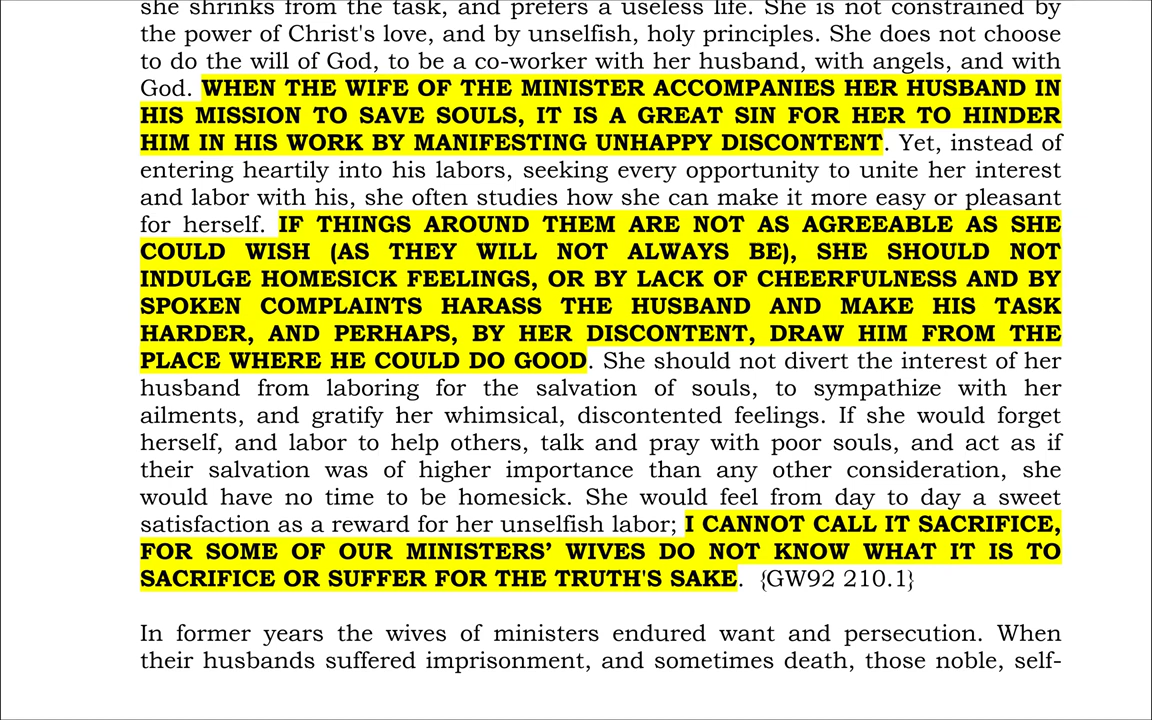 she shrinks from the task, and prefers a useless life. She is not constrained by
the power of Christ's love, and by unselfish, holy principles. She does not choose
to do the will of God, to be a co-worker with her husband, with angels, and with
God. WHEN THE WIFE OF THE MINISTER ACCOMPANIES HER HUSBAND IN
HIS MISSION TO SAVE SOULS, IT IS A GREAT SIN FOR HER TO HINDER
HIM IN HIS WORK BY MANIFESTING UNHAPPY DISCONTENT. Yet, instead of
entering heartily into his labors, seeking every opportunity to unite her interest
and labor with his, she often studies how she can make it more easy or pleasant
for herself. IF THINGS AROUND THEM ARE NOT AS AGREEABLE AS SHE
COULD WISH (AS THEY WILL NOT ALWAYS BE), SHE SHOULD NOT
INDULGE HOMESICK FEELINGS, OR BY LACK OF CHEERFULNESS AND BY
SPOKEN COMPLAINTS HARASS THE HUSBAND AND MAKE HIS TASK
HARDER, AND PERHAPS, BY HER DISCONTENT, DRAW HIM FROM THE
PLACE WHERE HE COULD DO GOOD. She should not divert the interest of her
husband from laboring for the salvation of souls, to sympathize with her
ailments, and gratify her whimsical, discontented feelings. If she would forget
herself, and labor to help others, talk and pray with poor souls, and act as if
their salvation was of higher importance than any other consideration, she
would have no time to be homesick. She would feel from day to day a sweet
satisfaction as a reward for her unselfish labor; I CANNOT CALL IT SACRIFICE,
FOR SOME OF OUR MINISTERS’ WIVES DO NOT KNOW WHAT IT IS TO
SACRIFICE OR SUFFER FOR THE TRUTH'S SAKE. {GW92 210.1}
In former years the wives of ministers endured want and persecution. When
their husbands suffered imprisonment, and sometimes death, those noble, self-